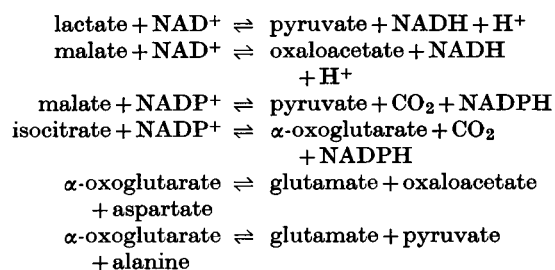 lactate + NAD⁺ ⇌ pyruvate + NADH + H⁺
malate + NAD⁺ ⇌ oxaloacetate + NADH
+ H⁺
malate + NADP⁺ ⇌ pyruvate + CO₂ + NADPH
isocitrate + NADP⁺ ⇌ α-oxoglutarate + CO₂
+ NADPH
α-oxoglutarate ⇌ glutamate + oxaloacetate
+ aspartate
α-oxoglutarate ⇌ glutamate + pyruvate
+ alanine